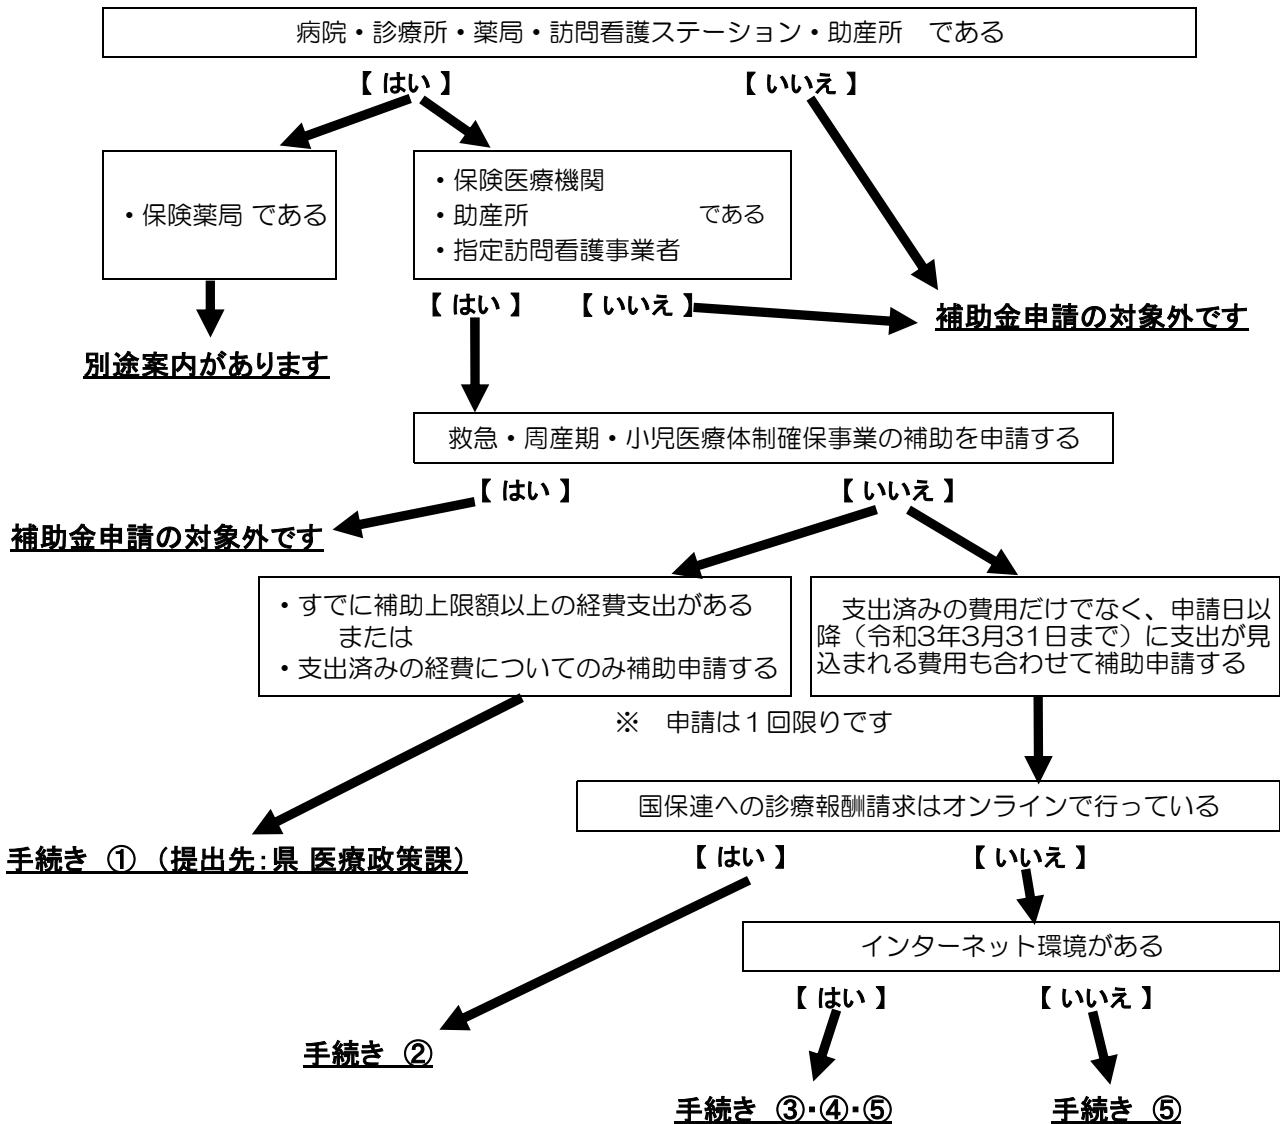 病院・診療所・薬局・訪問看護ステーション・助産所　である
【 はい 】
【 いいえ 】
・保険薬局 である
・保険医療機関
・助産所　である
・指定訪問看護事業者
【 はい 】
【 いいえ 】
補助金申請の対象外です
別途案内があります
救急・周産期・小児医療体制確保事業の補助を申請する
【 はい 】
【 いいえ 】
補助金申請の対象外です
・すでに補助上限額以上の経費支出がある
または
・支出済みの経費についてのみ補助申請する
支出済みの費用だけでなく、申請日以
降（令和3年3月31日まで）に支出が見
込まれる費用も合わせて補助申請する
※　申請は１回限りです
国保連への診療報酬請求はオンラインで行っている
手続き　①　（提出先：県 医療政策課）
【 はい 】
【 いいえ 】
インターネット環境がある
【 はい 】
【 いいえ 】
手続き　②
手続き　③・④・⑤
手続き　⑤